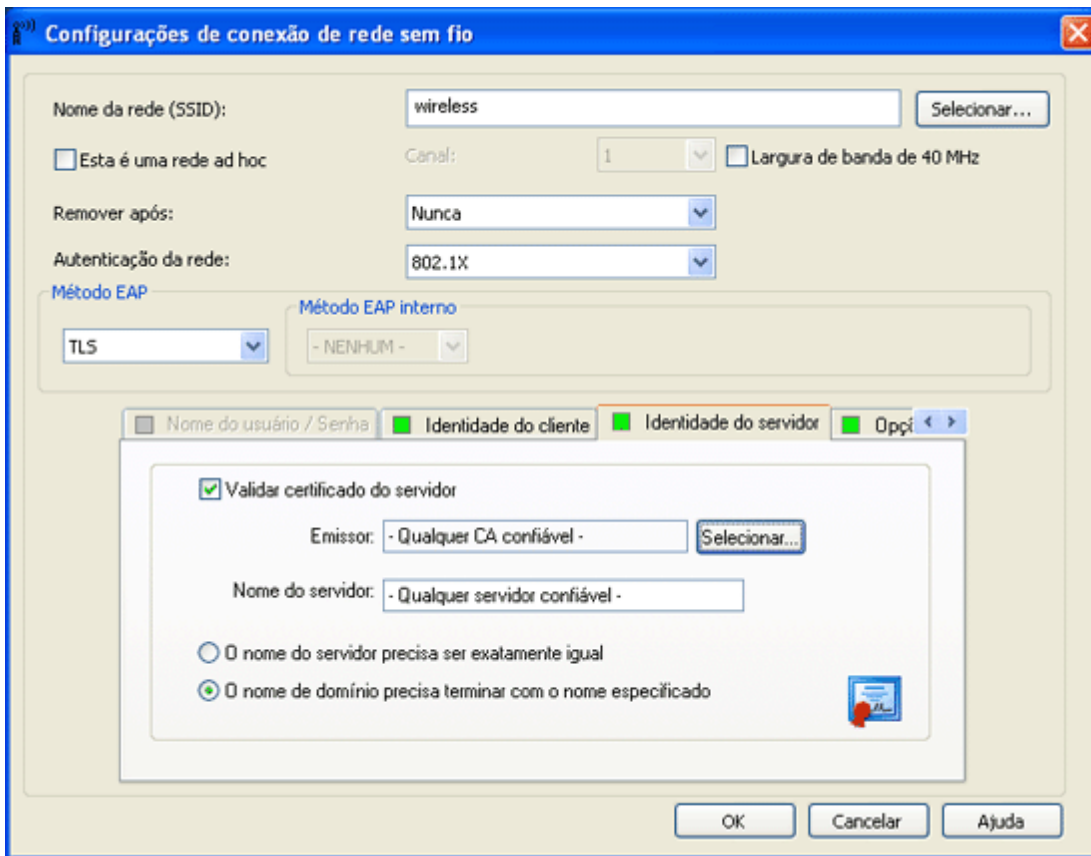 Configurações de conexão de rede sem fio
Nome da rede (SSID): wireless Selecionar...
Esta é uma rede ad hoc Canal: 1 Largura de banda de 40 MHz
Remover após: Nunca
Autenticação da rede: 802.1X
Método EAP
Método EAP interno
TLS - NENHUM -
Nome do usuário / Senha Identidade do cliente Identidade do servidor Opçõ
Validar certificado do servidor
Emissor: - Qualquer CA confiável - Selecionar...
Nome do servidor: - Qualquer servidor confiável -
O nome do servidor precisa ser exatamente igual
O nome de domínio precisa terminar com o nome especificado
OK Cancelar Ajuda